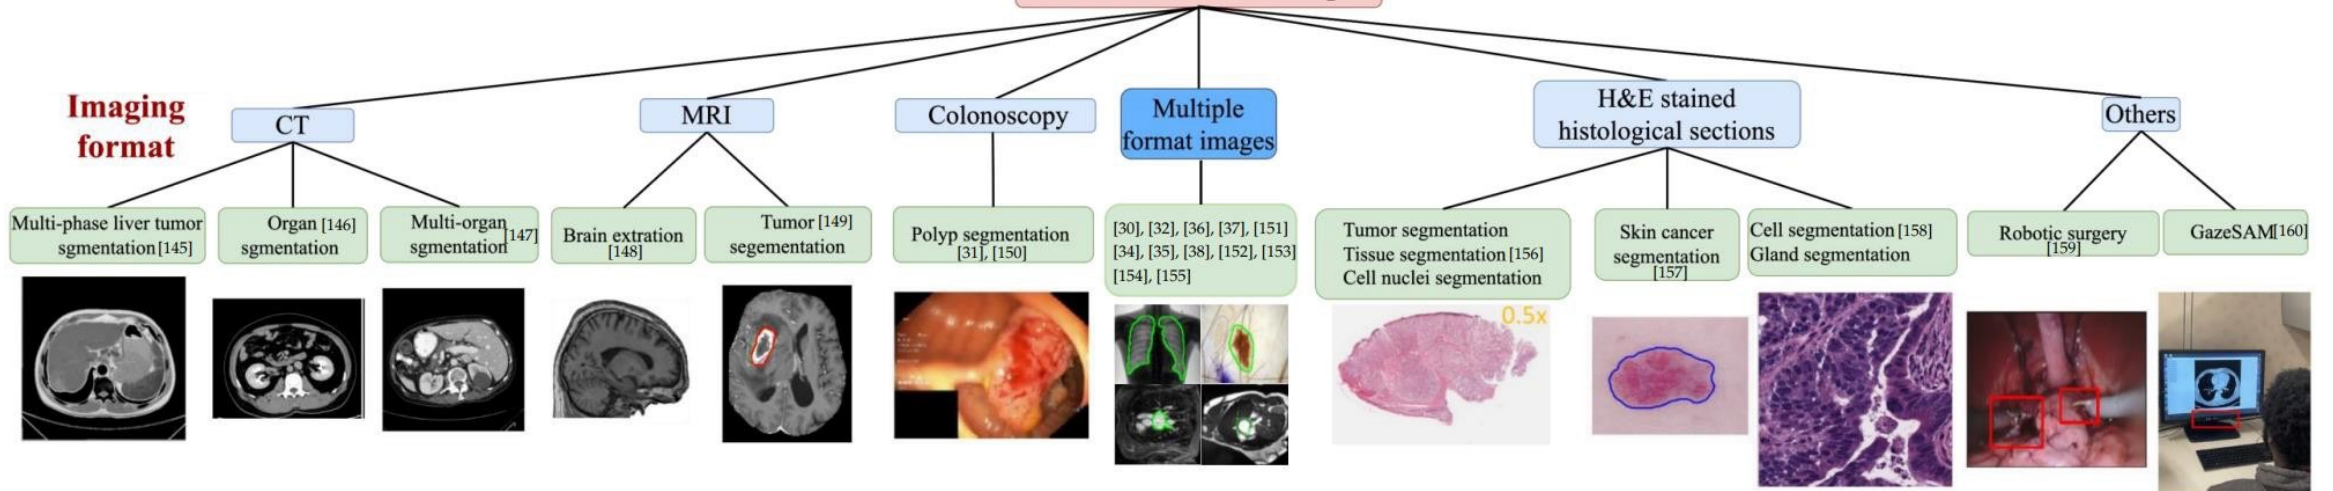 Imaging
format
CT
MRI
Colonoscopy
Multiple
format images
H&E stained
histological sections
Others
Multi-phase liver tumor
sgmentation [145]
Organ [146]
sgmentation
Multi-organ
sgmentation [147]
Brain extration
[148]
Tumor [149]
segementation
Polyp segmentation
[31], [150]
[30], [32], [36], [37], [151]
[34], [35], [38], [152], [153]
[154], [155]
Tumor segmentation
Tissue segmentation [156]
Cell nuclei segmentation
Skin cancer
segmentation
[157]
Cell segmentation [158]
Gland segmentation
Robotic surgery
[159]
GazeSAM[160]
0.5x